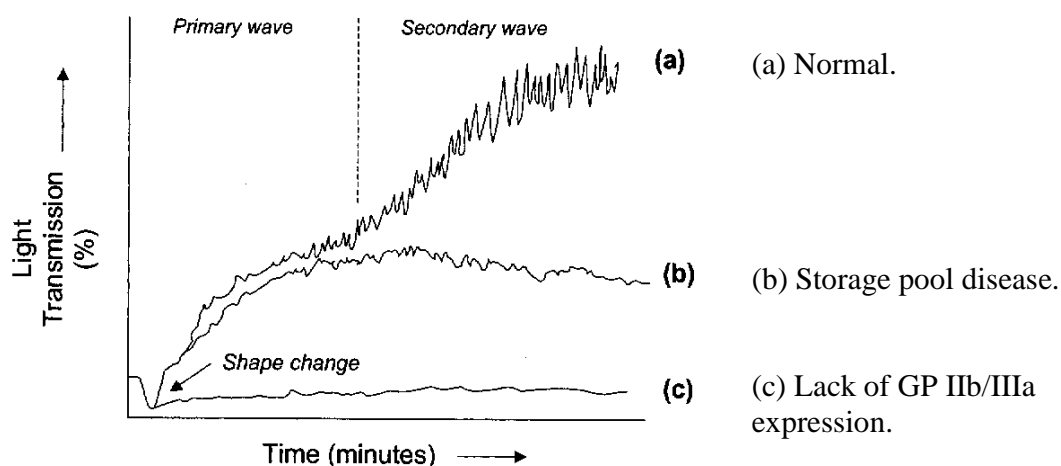 Primary wave
Secondary wave
(a)
(a) Normal.
Light
Transmission
(%)
(b)
(b) Storage pool disease.
Shape change
(c)
(c) Lack of GP IIb/IIIa
expression.
Time (minutes)